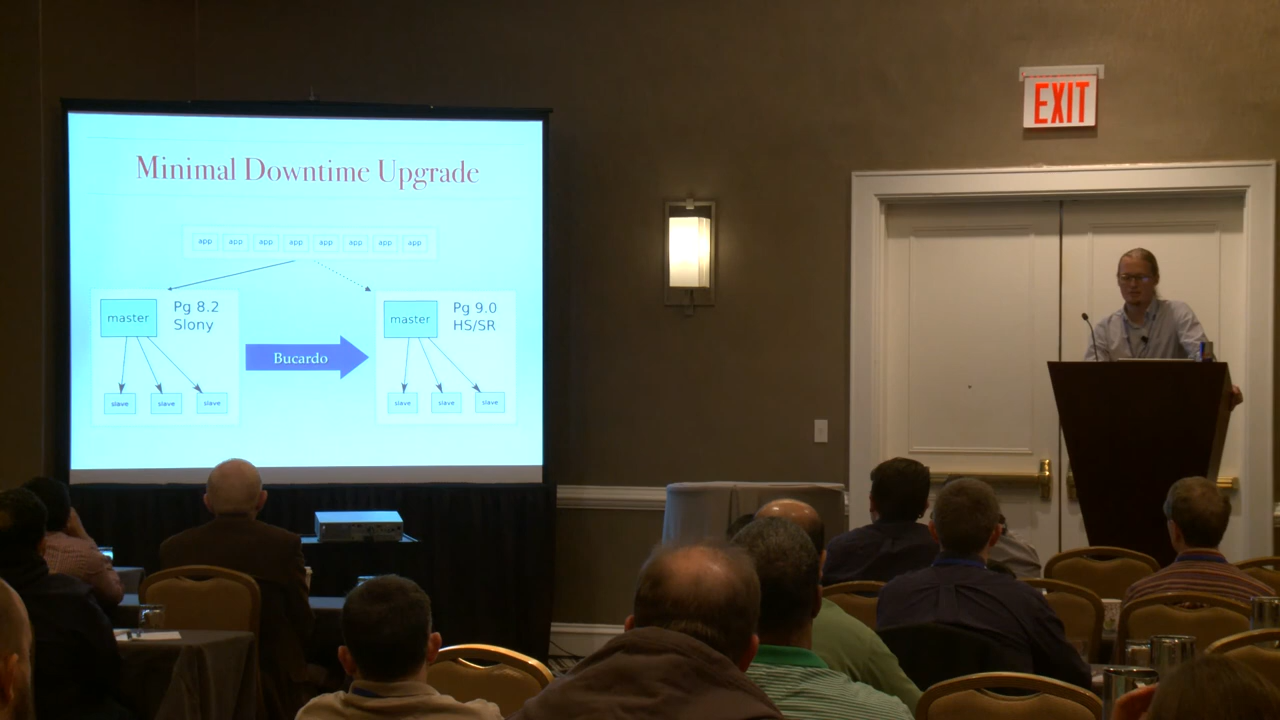 Minimal Downtime Upgrade
app app app app app app app app
master
Pg 8.2
Slony
Bucardo
master
Pg 9.0
HS/SR
slave slave slave
slave slave slave
EXIT